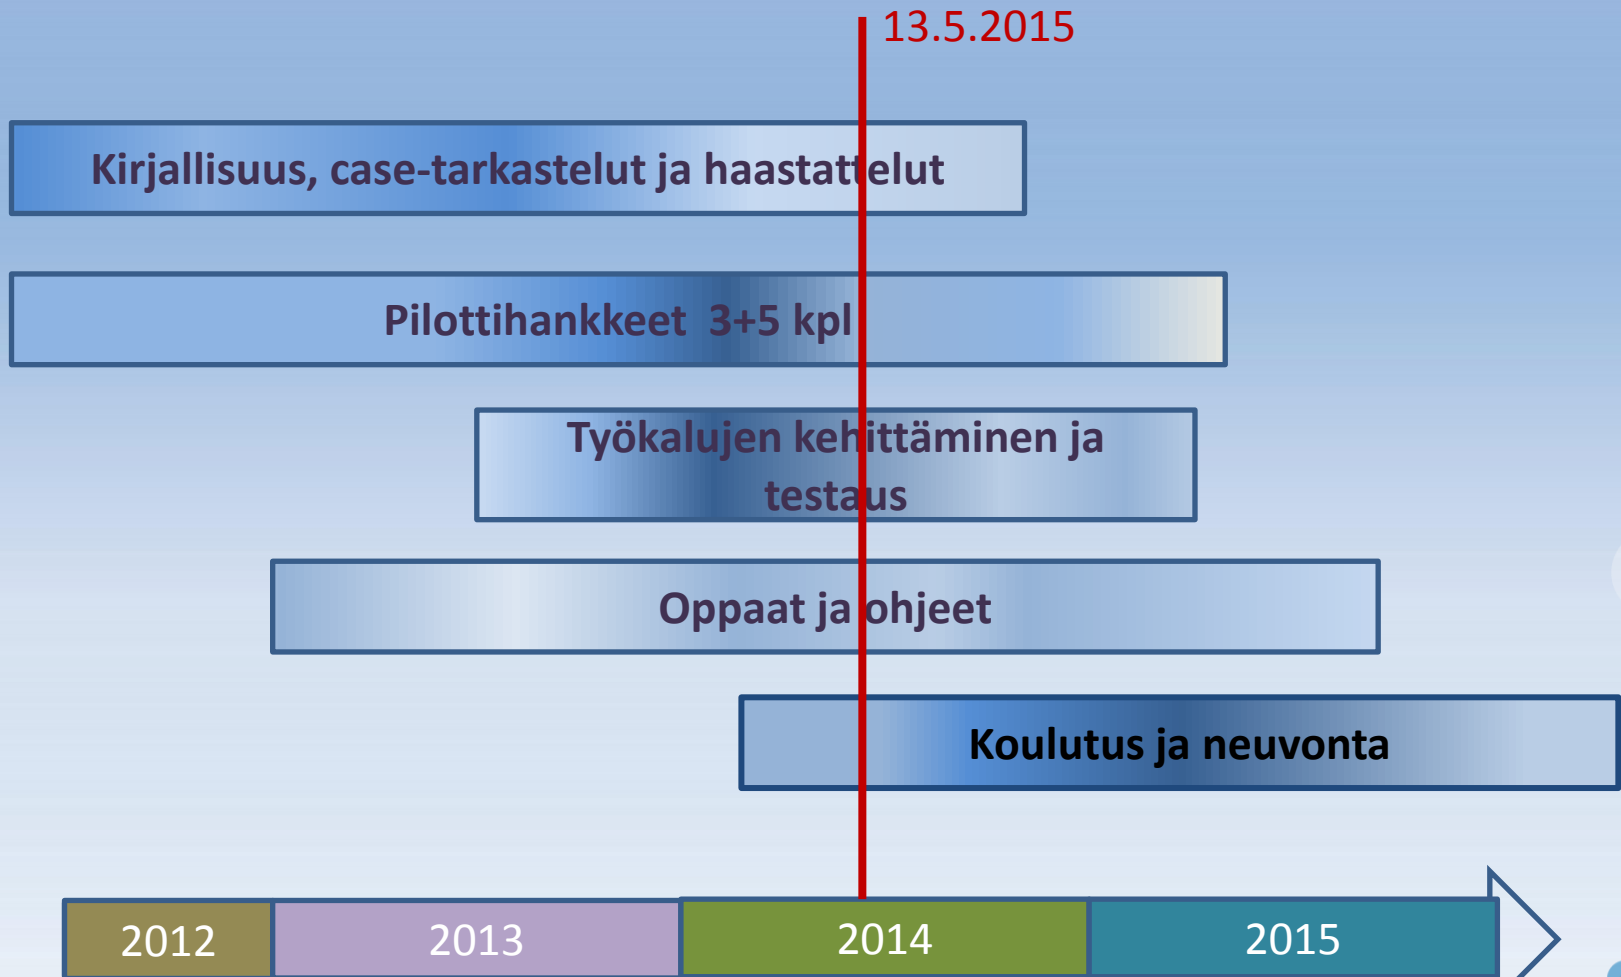 13.5.2015
Kirjallisuus, case-tarkastelut ja haastattelut
Pilottihankkeet 3+5 kpl
Työkalujen kehittäminen ja
testaus
Oppaat ja ohjeet
Koulutus ja neuvonta
2012 2013 2014 2015